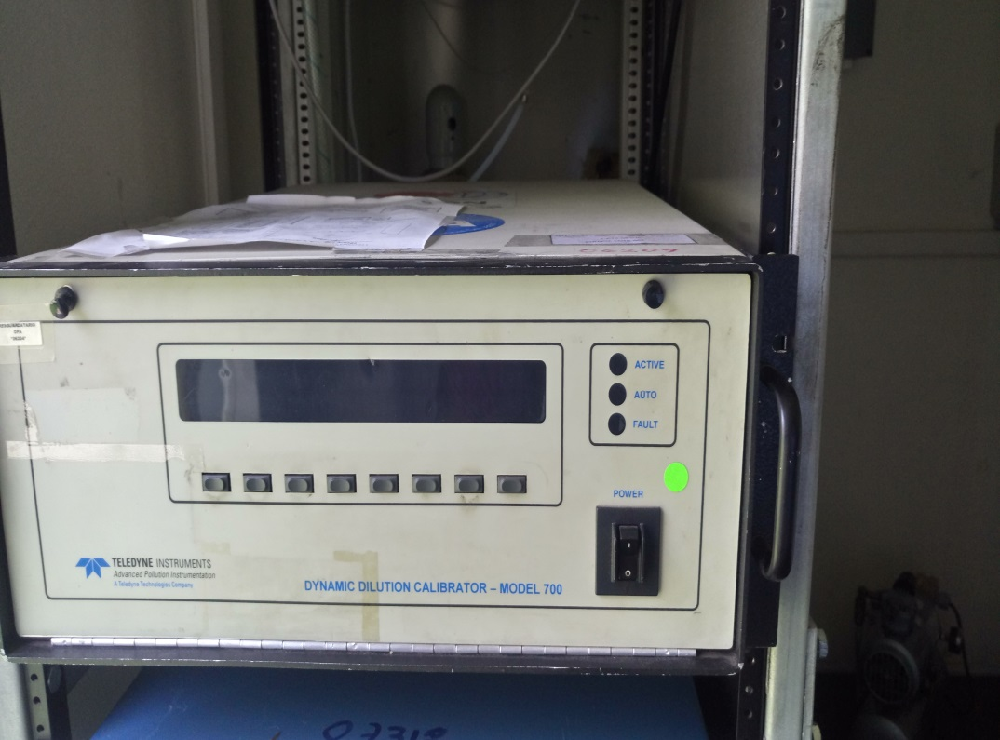 ACTIVE
AUTO
FAULT
POWER
I
O
TELEDYNE INSTRUMENTS
Advanced Pollution Instrumentation
A Teledyne Technologies Company
DYNAMIC DILUTION CALIBRATOR – MODEL 700